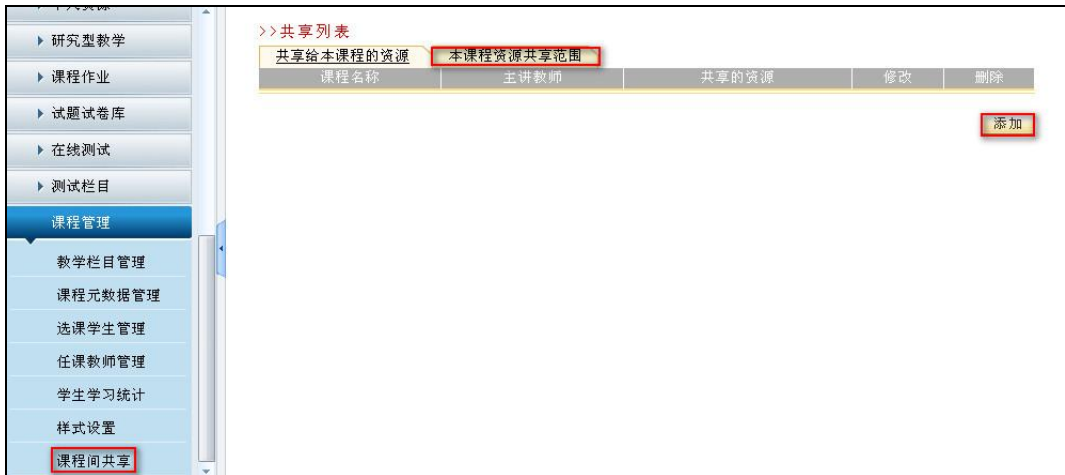 研究型教学
课程作业
试题试卷库
在线测试
测试栏目
课程管理
教学栏目管理
课程元数据管理
选课学生管理
任课教师管理
学生学习统计
样式设置
课程间共享
>>共享列表
共享给本课程的资源 本课程资源共享范围
课程名称 主讲教师 共享的资源 修改 删除
添加